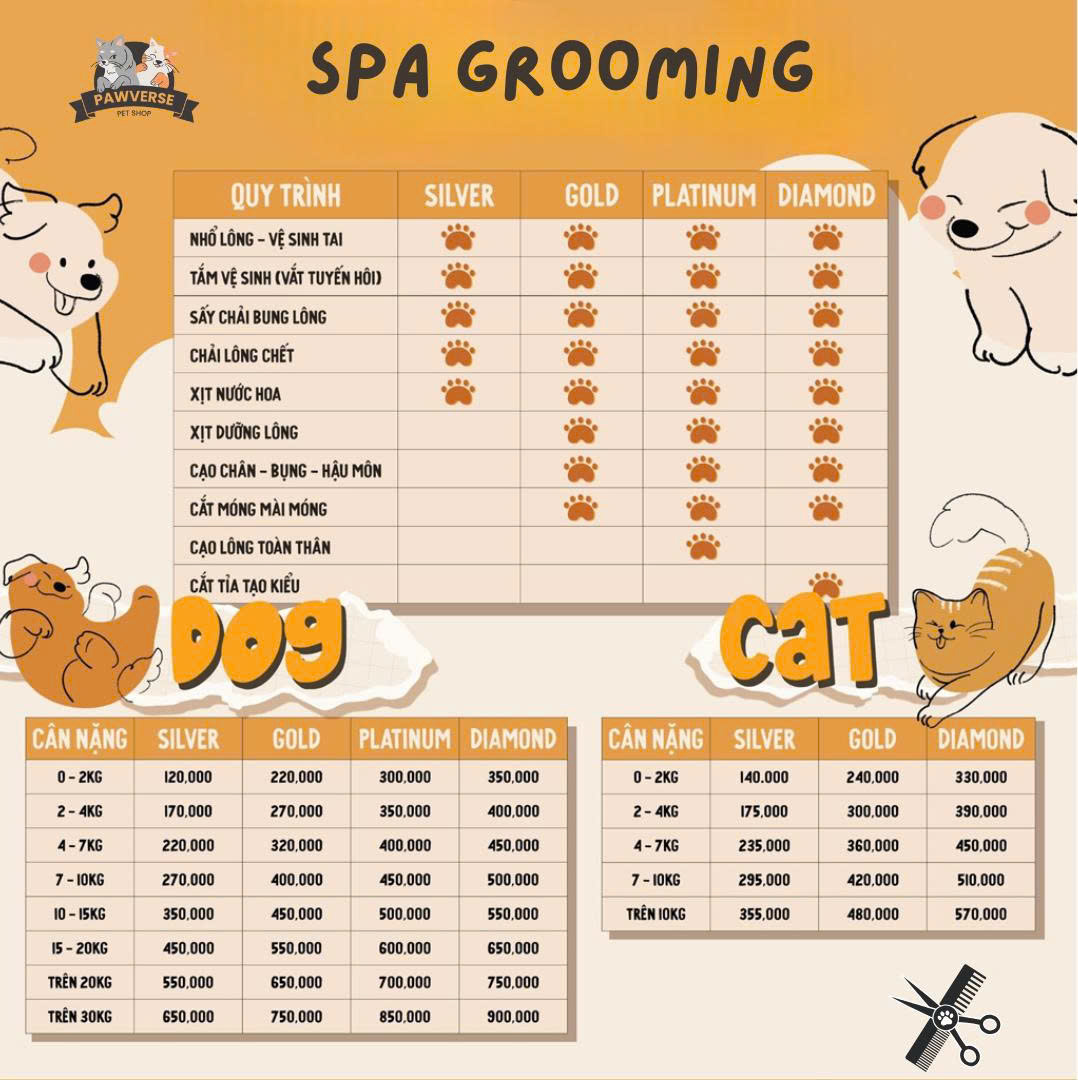 PAWVERSE
PET SHOP
SPA GROOMING
QUY TRÌNH SILVER GOLD PLATINUM DIAMOND
NHỔ LÔNG - VỆ SINH TAI
TẮM VỆ SINH (VẮT TUYẾN HÔI)
SẤY CHẢI BUNG LÔNG
CHẢI LÔNG CHẾT
XỊT NƯỚC HOA
XỊT DƯỠNG LÔNG
CẠO CHÂN - BỤNG - HẬU MÔN
CẮT MÓNG MÀI MÓNG
CẠO LÔNG TOÀN THÂN
CẮT TỈA TẠO KIỂU
Dog
CÂN NẶNG SILVER GOLD PLATINUM DIAMOND
0 - 2KG 120,000 220,000 300,000 350,000
2 - 4KG 170,000 270,000 350,000 400,000
4 - 7KG 220,000 320,000 400,000 450,000
7 - 10KG 270,000 400,000 450,000 500,000
10 - 15KG 350,000 450,000 500,000 550,000
15 - 20KG 450,000 550,000 600,000 650,000
TRÊN 20KG 550,000 650,000 700,000 750,000
TRÊN 30KG 650,000 750,000 850,000 900,000
CaT
CÂN NẶNG SILVER GOLD DIAMOND
0 - 2KG 140.000 240,000 330,000
2 - 4KG 175,000 300,000 390,000
4 - 7KG 235,000 360,000 450,000
7 - 10KG 295,000 420,000 510,000
TRÊN 10KG 355,000 480,000 570,000